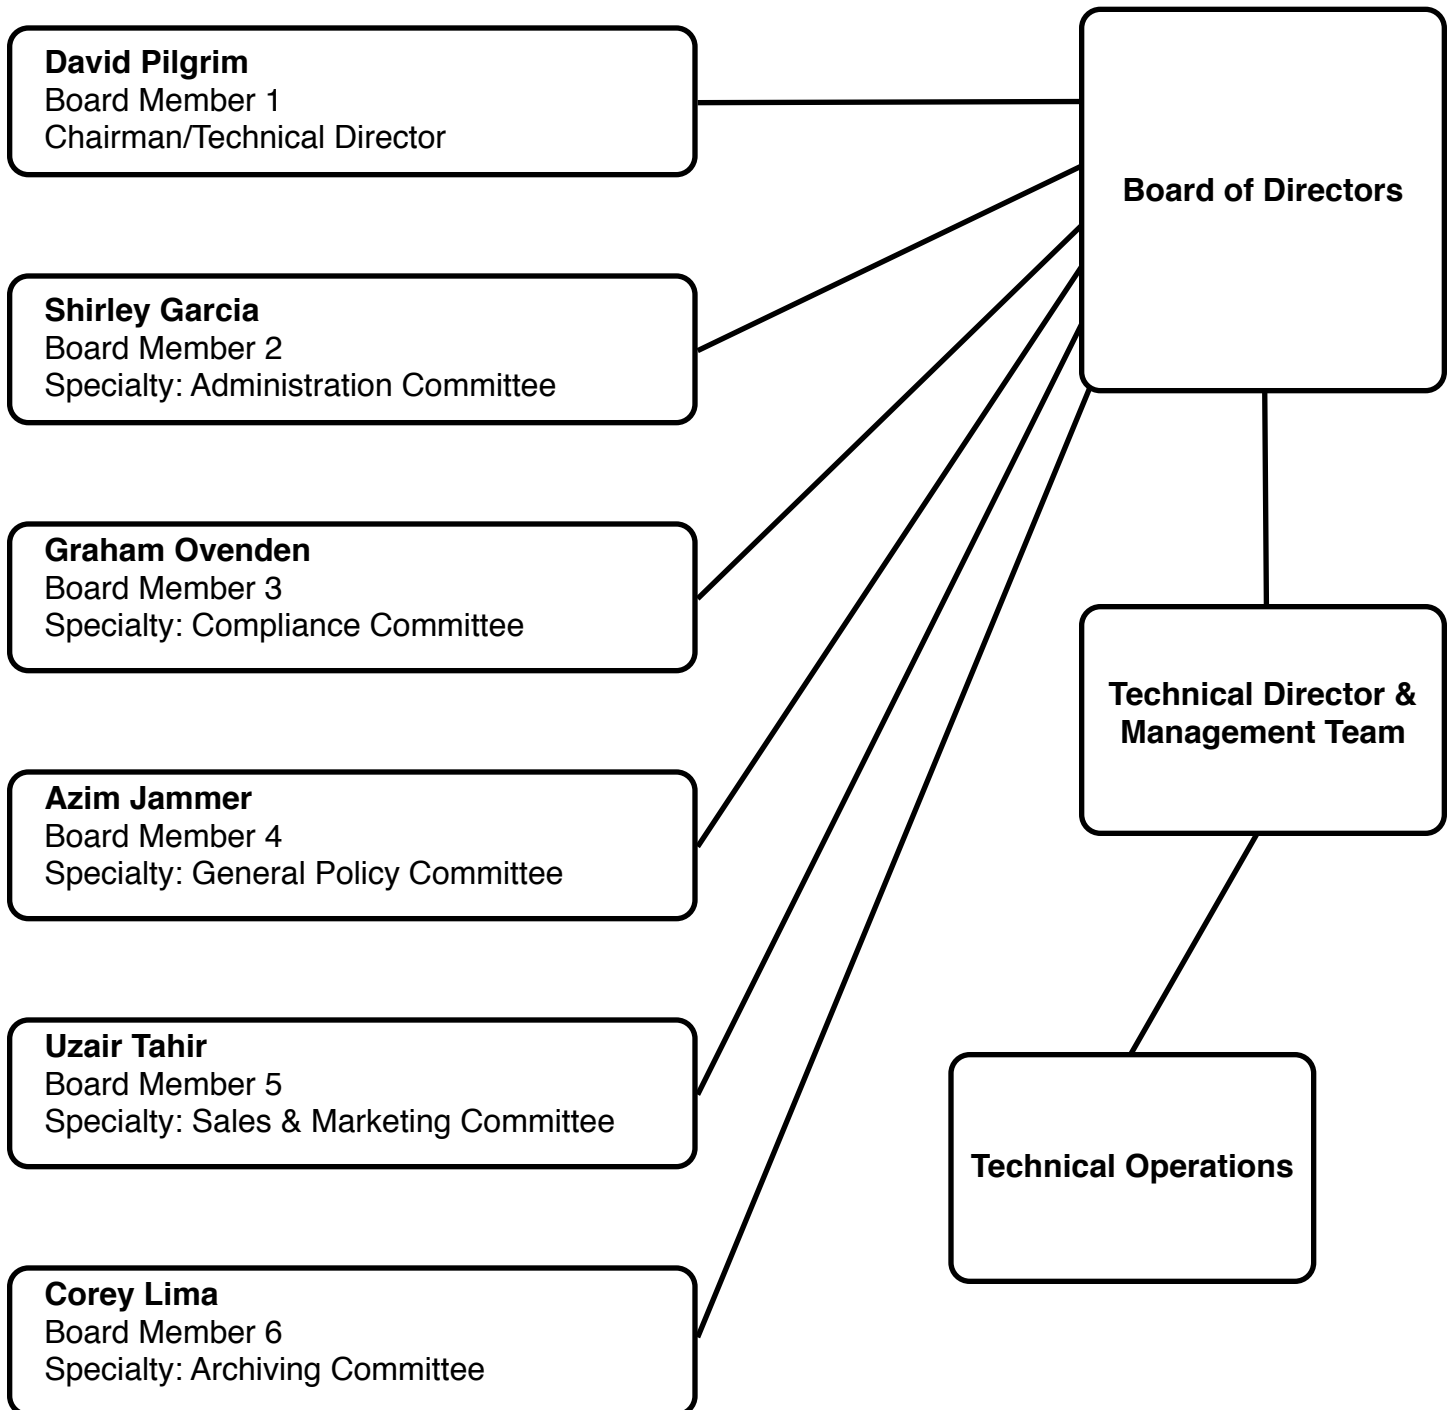 David Pilgrim
Board Member 1
Chairman/Technical Director
Board of Directors
Shirley Garcia
Board Member 2
Specialty: Administration Committee
Graham Ovenden
Board Member 3
Specialty: Compliance Committee
Technical Director &
Management Team
Azim Jammer
Board Member 4
Specialty: General Policy Committee
Uzair Tahir
Board Member 5
Specialty: Sales & Marketing Committee
Technical Operations
Corey Lima
Board Member 6
Specialty: Archiving Committee